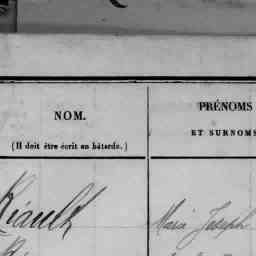 NOM.
(Il doit être écrit en bâtarde.)
PRÉNOMS
ET SURNOMS
Riault
Marie Joseph